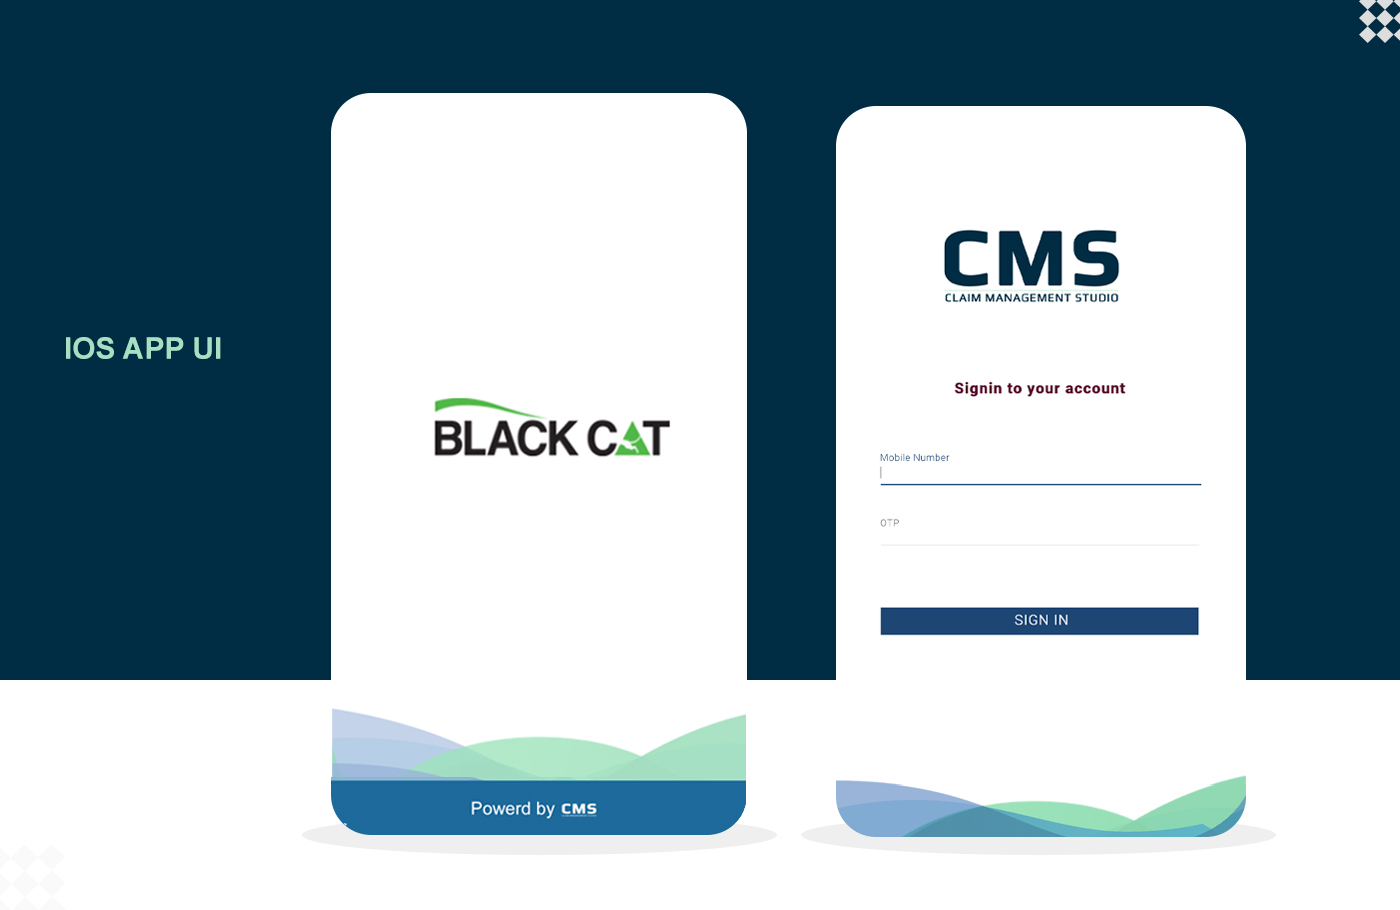 IOS APP UI
BLACK CAT
Powerd by CMS
CMS
CLAIM MANAGEMENT STUDIO
Signin to your account
Mobile Number
OTP
SIGN IN